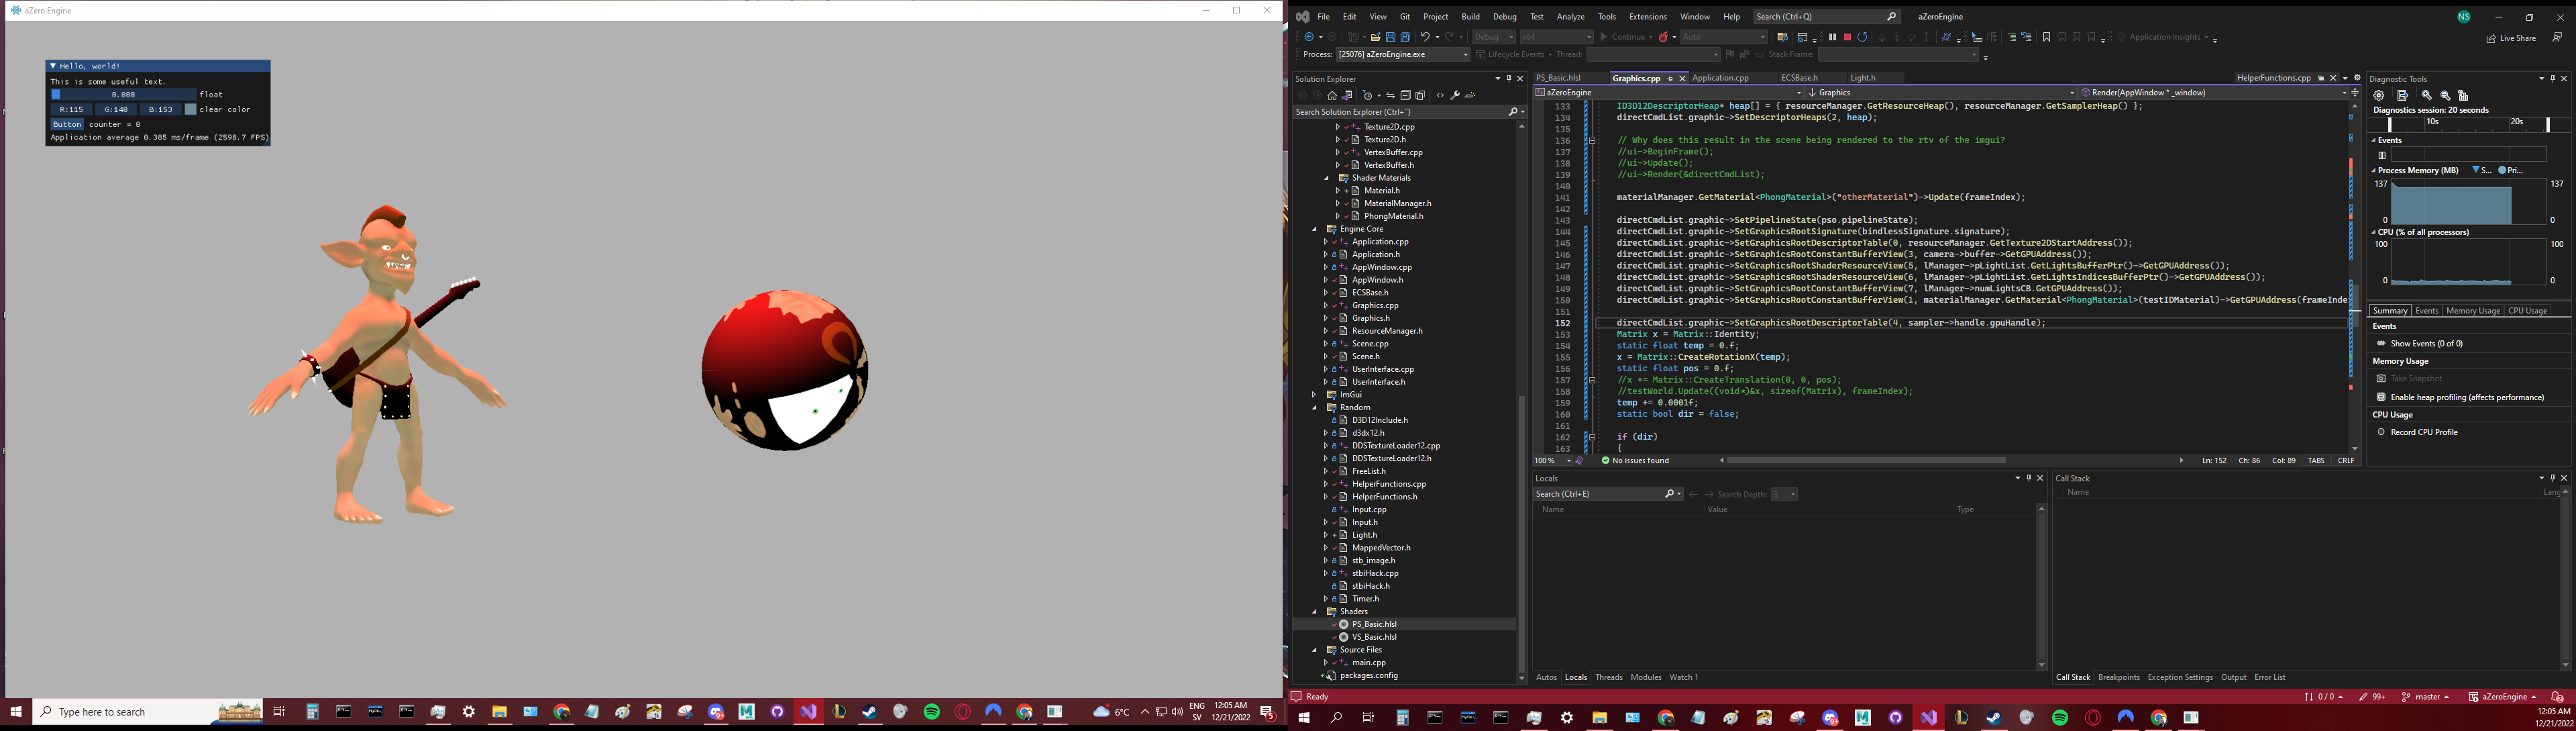 aZero Engine
Hello, world!
This is some useful text.
0.000 float
R:115 G:140 B:153 clear color
Button counter = 0
Application average 0.385 ms/frame (2598.7 FPS)
Type here to search
6°C
ENG
SV
12:05 AM
12/21/2022
File Edit View Git Project Build Debug Test Analyze Tools Extensions Window Help Search (Ctrl+Q) aZeroEngine
NS
Debug x64 Continue Auto Application Insights
Live Share
Process: [25076] aZeroEngine.exe Lifecycle Events Thread: Stack Frame:
Solution Explorer
Search Solution Explorer (Ctrl+¨)
Texture2D.cpp
Texture2D.h
VertexBuffer.cpp
VertexBuffer.h
Shader Materials
Material.h
MaterialManager.h
PhongMaterial.h
Engine Core
Application.cpp
Application.h
AppWindow.cpp
AppWindow.h
ECSBase.h
Graphics.cpp
Graphics.h
ResourceManager.h
Scene.cpp
Scene.h
UserInterface.cpp
UserInterface.h
ImGui
Random
D3D12Include.h
d3dx12.h
DDSTextureLoader12.cpp
DDSTextureLoader12.h
FreeList.h
HelperFunctions.cpp
HelperFunctions.h
Input.cpp
Input.h
Light.h
MappedVector.h
stb_image.h
stbiHack.cpp
stbiHack.h
Timer.h
Shaders
PS_Basic.hlsl
VS_Basic.hlsl
Source Files
main.cpp
packages.config
PS_Basic.hlsl Graphics.cpp Application.cpp ECSBase.h Light.h HelperFunctions.cpp
aZeroEngine Graphics Render(AppWindow * _window)
133 ID3D12DescriptorHeap* heap[] = { resourceManager.GetResourceHeap(), resourceManager.GetSamplerHeap() };
134 directCmdList.graphic->SetDescriptorHeaps(2, heap);
135
136 // Why does this result in the scene being rendered to the rtv of the imgui?
137 //ui->BeginFrame();
138 //ui->Update();
139 //ui->Render(&directCmdList);
140
141 materialManager.GetMaterial<PhongMaterial>("otherMaterial")->Update(frameIndex);
142
143 directCmdList.graphic->SetPipelineState(pso.pipelineState);
144 directCmdList.graphic->SetGraphicsRootSignature(bindlessSignature.signature);
145 directCmdList.graphic->SetGraphicsRootDescriptorTable(0, resourceManager.GetTexture2DStartAddress());
146 directCmdList.graphic->SetGraphicsRootConstantBufferView(3, camera->buffer->GetGPUAddress());
147 directCmdList.graphic->SetGraphicsRootShaderResourceView(5, lManager->pLightList.GetLightsBufferPtr()->GetGPUAddress());
148 directCmdList.graphic->SetGraphicsRootShaderResourceView(6, lManager->pLightList.GetLightsIndicesBufferPtr()->GetGPUAddress());
149 directCmdList.graphic->SetGraphicsRootConstantBufferView(7, lManager->numLightsCB.GetGPUAddress());
150 directCmdList.graphic->SetGraphicsRootConstantBufferView(1, materialManager.GetMaterial<PhongMaterial>(testIDMaterial)->GetGPUAddress(frameInde
151
152 directCmdList.graphic->SetGraphicsRootDescriptorTable(4, sampler->handle.gpuHandle);
153 Matrix x = Matrix::Identity;
154 static float temp = 0.f;
155 x = Matrix::CreateRotationX(temp);
156 static float pos = 0.f;
157 //x *= Matrix::CreateTranslation(0, 0, pos);
158 //testWorld.Update((void*)&x, sizeof(Matrix), frameIndex);
159 temp += 0.0001f;
160 static bool dir = false;
161
162 if (dir)
163 {
100 % No issues found Ln: 152 Ch: 86 Col: 89 TABS CRLF
Locals
Search (Ctrl+E) Search Depth: 3
Name Value Type
Autos Locals Threads Modules Watch 1
Call Stack
Name Lang
Call Stack Breakpoints Exception Settings Output Error List
Diagnostic Tools
Diagnostics session: 20 seconds
10s 20s
Events
Process Memory (MB) S... Pri...
137 137
0 0
CPU (% of all processors)
100 100
0 0
Summary Events Memory Usage CPU Usage
Events
Show Events (0 of 0)
Memory Usage
Take Snapshot
Enable heap profiling (affects performance)
CPU Usage
Record CPU Profile
Ready 0 / 0 99+ master aZeroEngine
12:05 AM
12/21/2022